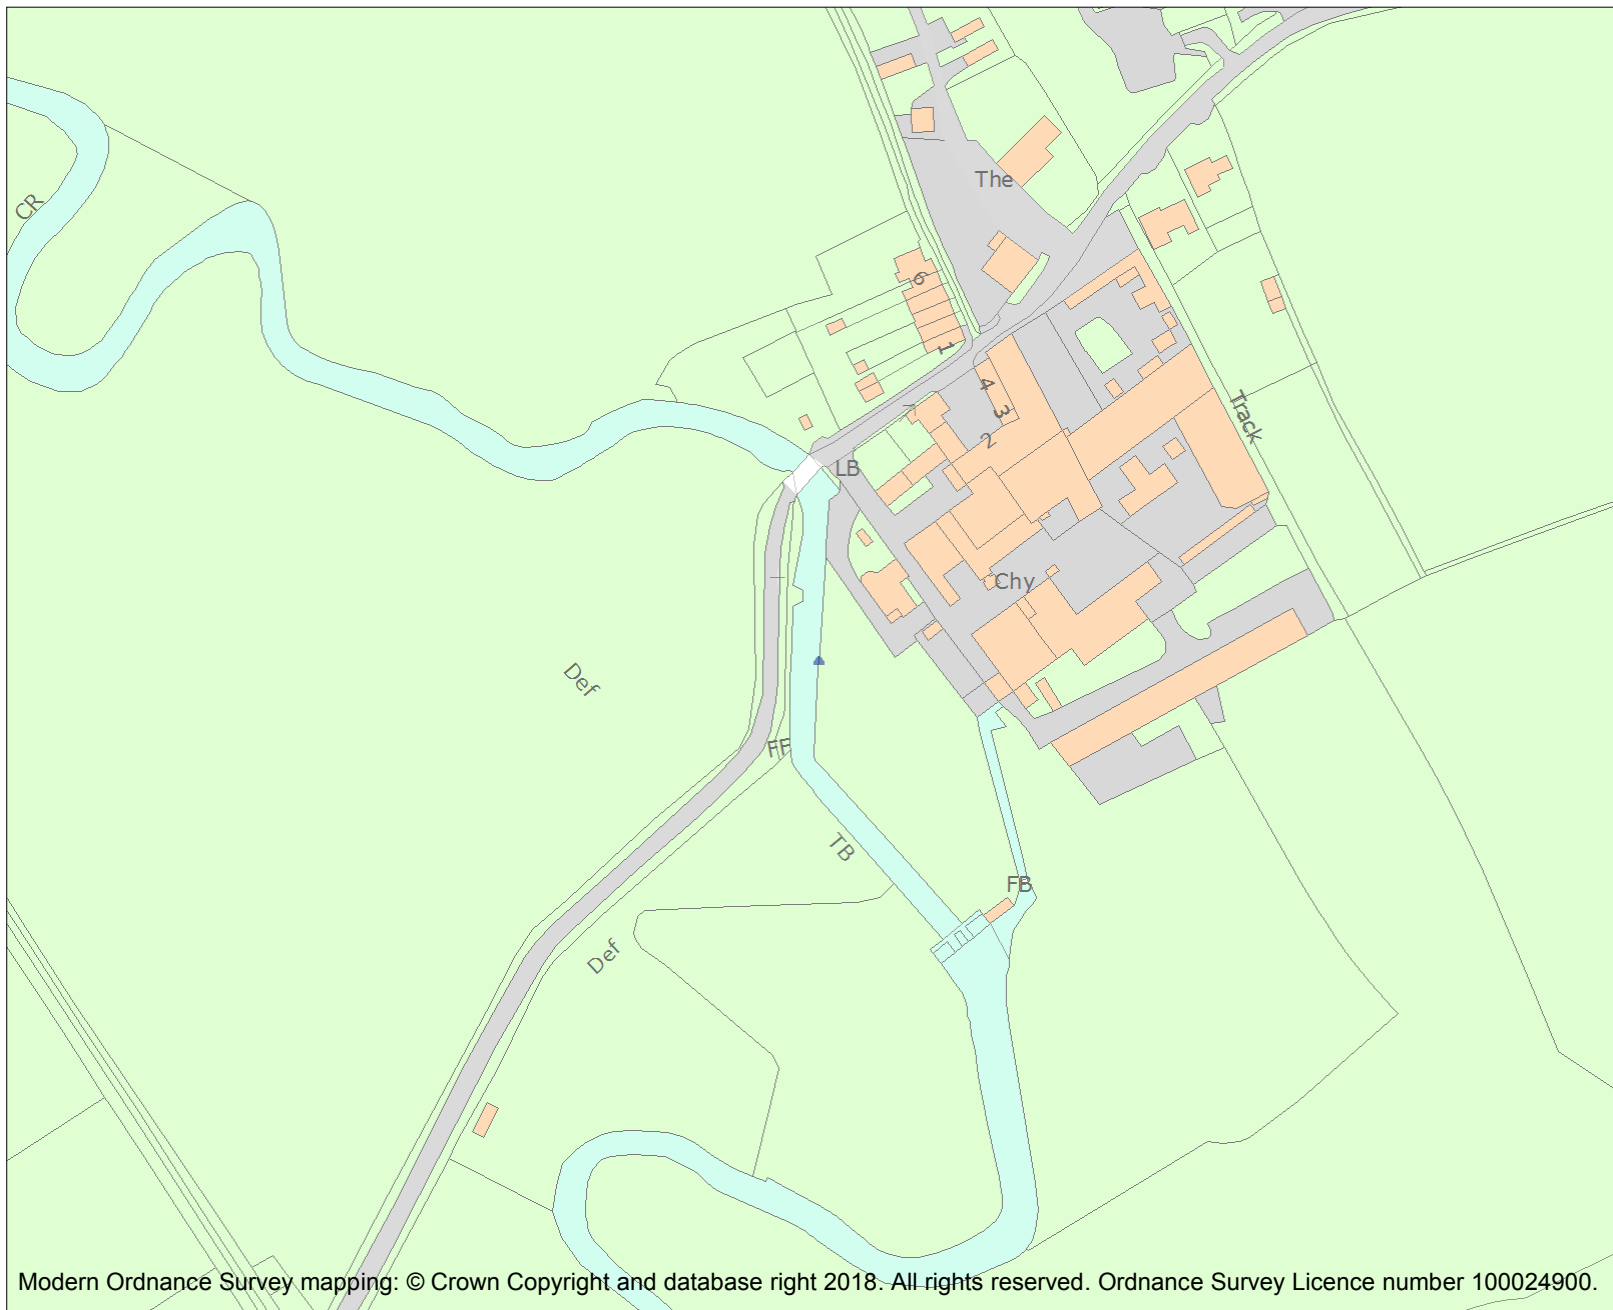 The
CR
6
1
4
3
Track
2
LB
Chy
Def
FF
TB
FB
Def
Modern Ordnance Survey mapping: © Crown Copyright and database right 2018. All rights reserved. Ordnance Survey Licence number 100024900.